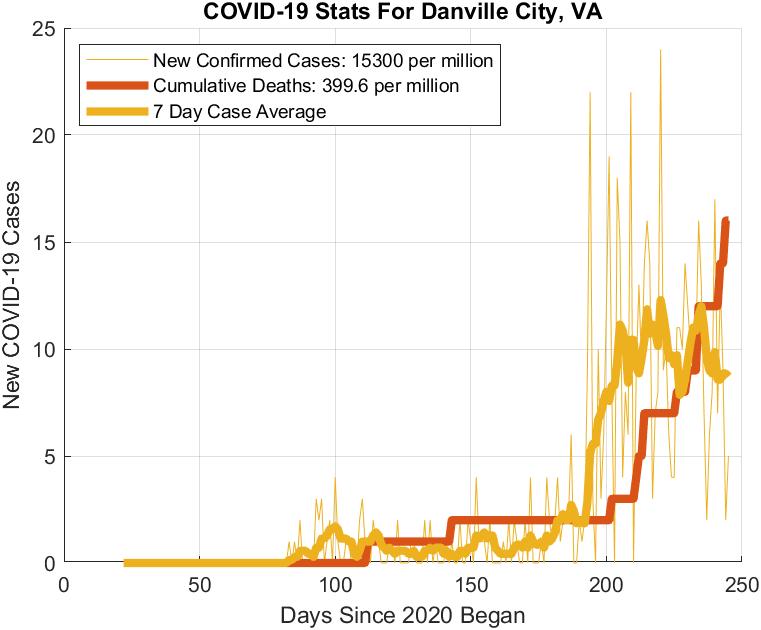 COVID-19 Stats For Danville City, VA
New Confirmed Cases: 15300 per million
Cumulative Deaths: 399.6 per million
7 Day Case Average
New COVID-19 Cases
25
20
15
10
5
0
0 50 100 150 200 250
Days Since 2020 Began